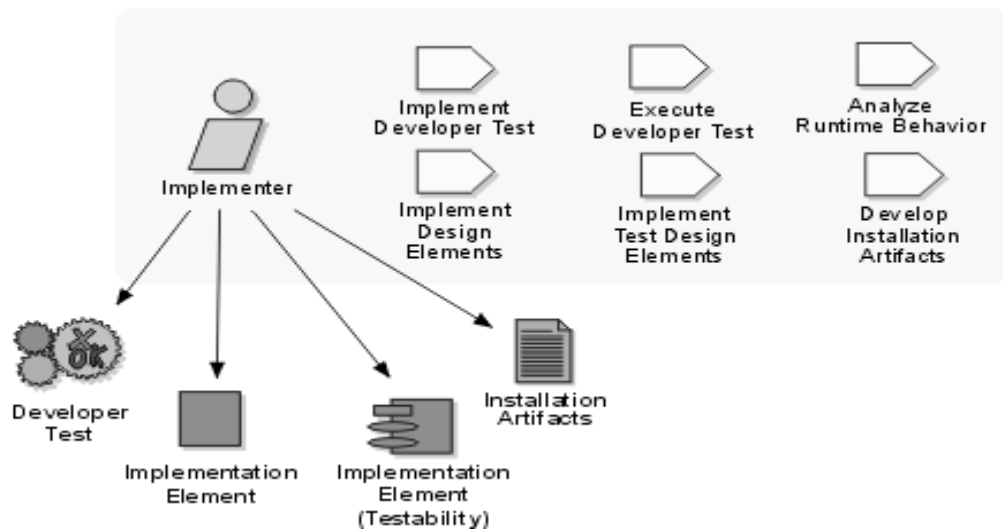 Implementer
Implement
Developer Test
Execute
Developer Test
Analyze
Runtime Behavior
Implement
Design
Elements
Implement
Test Design
Elements
Develop
Installation
Artifacts
X
OK
Developer
Test
Implementation
Element
Implementation
Element
(Testability)
Installation
Artifacts